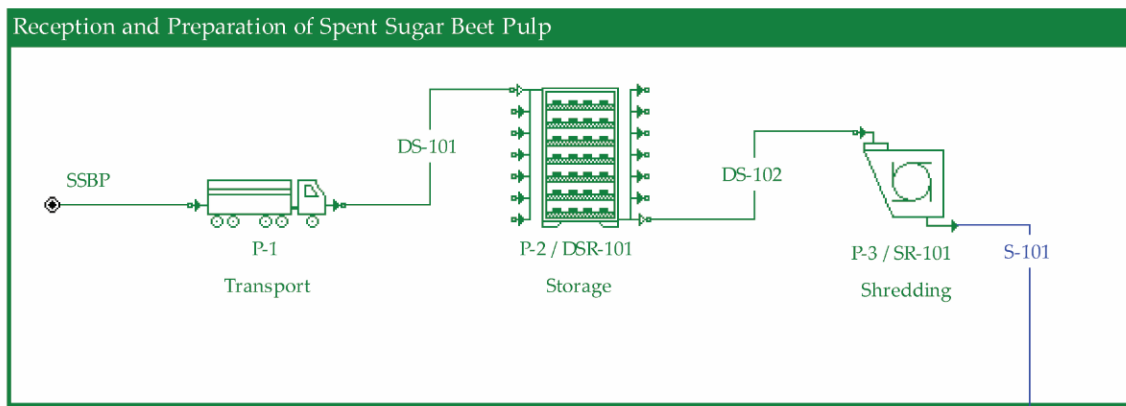 Reception and Preparation of Spent Sugar Beet Pulp
SSBP
DS-101
DS-102
S-101
P-1
Transport
P-2 / DSR-101
Storage
P-3 / SR-101
Shredding